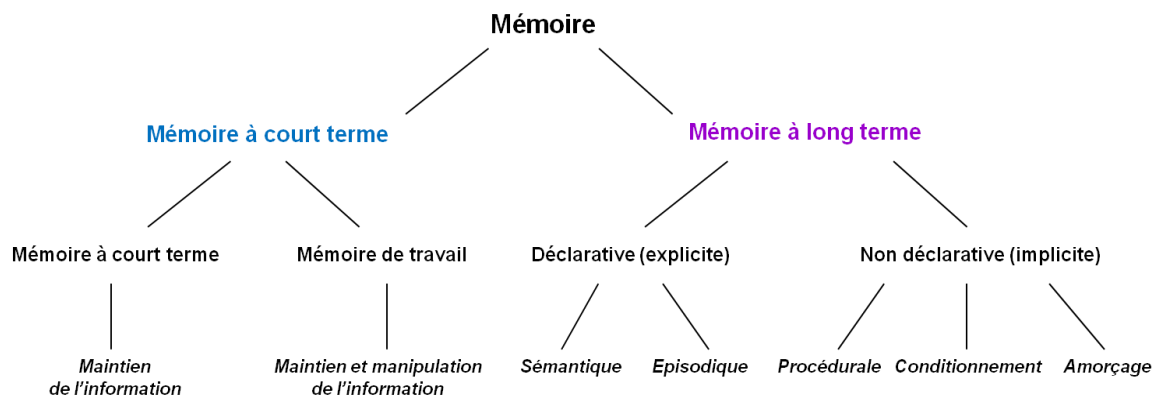 Mémoire
Mémoire à court terme
Mémoire à long terme
Mémoire à court terme
Mémoire de travail
Déclarative (explicite)
Non déclarative (implicite)
Maintien
de l’information
Maintien et manipulation
de l’information
Sémantique
Episodique
Procédurale
Conditionnement
Amorçage